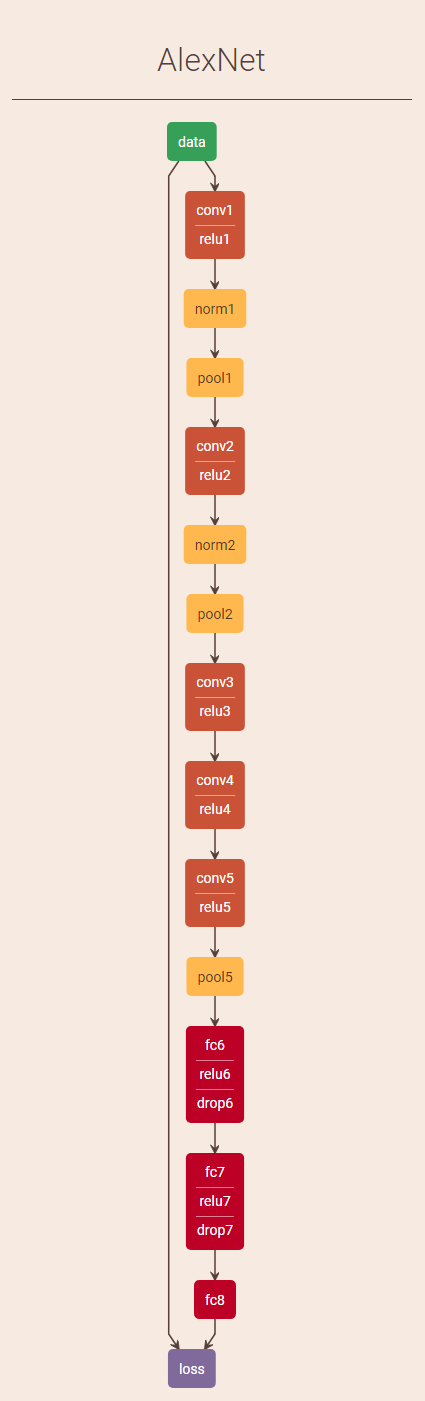 AlexNet
data
conv1
relu1
norm1
pool1
conv2
relu2
norm2
pool2
conv3
relu3
conv4
relu4
conv5
relu5
pool5
fc6
relu6
drop6
fc7
relu7
drop7
fc8
loss